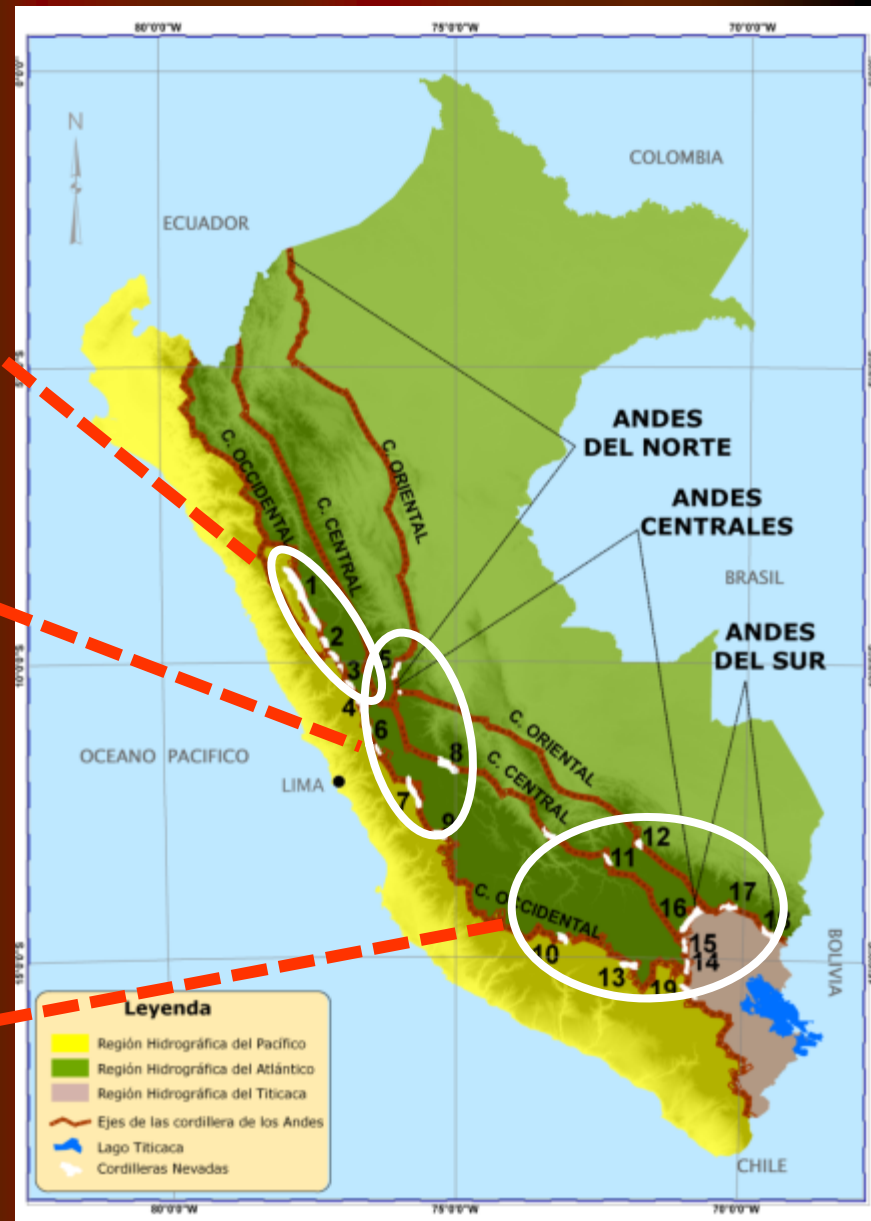 80°0'0"W 75°0'0"W 70°0'0"W
N
COLOMBIA
ECUADOR
ANDES
DEL NORTE
C. OCCIDENTAL
C. CENTRAL
C. ORIENTAL
ANDES
CENTRALES
BRASIL
1
2
3
4
5
ANDES
DEL SUR
6
7
8
9
C. ORIENTAL
C. CENTRAL
OCEANO PACIFICO
LIMA
12
11
C. OCCIDENTAL
17
16
15
14
10
13
19
BOLIVIA
Leyenda
Región Hidrográfica del Pacífico
Región Hidrográfica del Atlántico
Región Hidrográfica del Titicaca
Ejes de las cordillera de los Andes
Lago Titicaca
Cordilleras Nevadas
CHILE
80°0'0"W 75°0'0"W 70°0'0"W